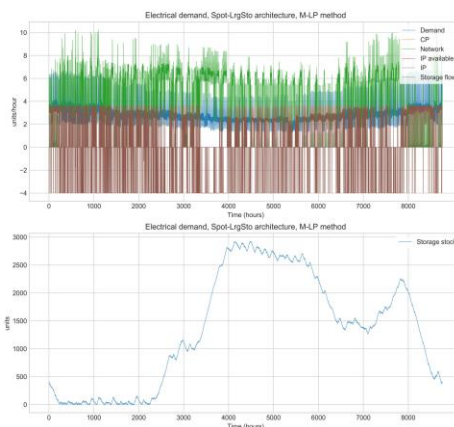 Electrical demand, Spot-LrgSto architecture, M-LP method
Demand
CP
Network
IP available
IP
Storage flow
units/hour
10
8
6
4
2
0
−2
−4
0
1000
2000
3000
4000
5000
6000
7000
8000
Time (hours)
Electrical demand, Spot-LrgSto architecture, M-LP method
Storage stock
units
3000
2500
2000
1500
1000
500
0
0
1000
2000
3000
4000
5000
6000
7000
8000
Time (hours)